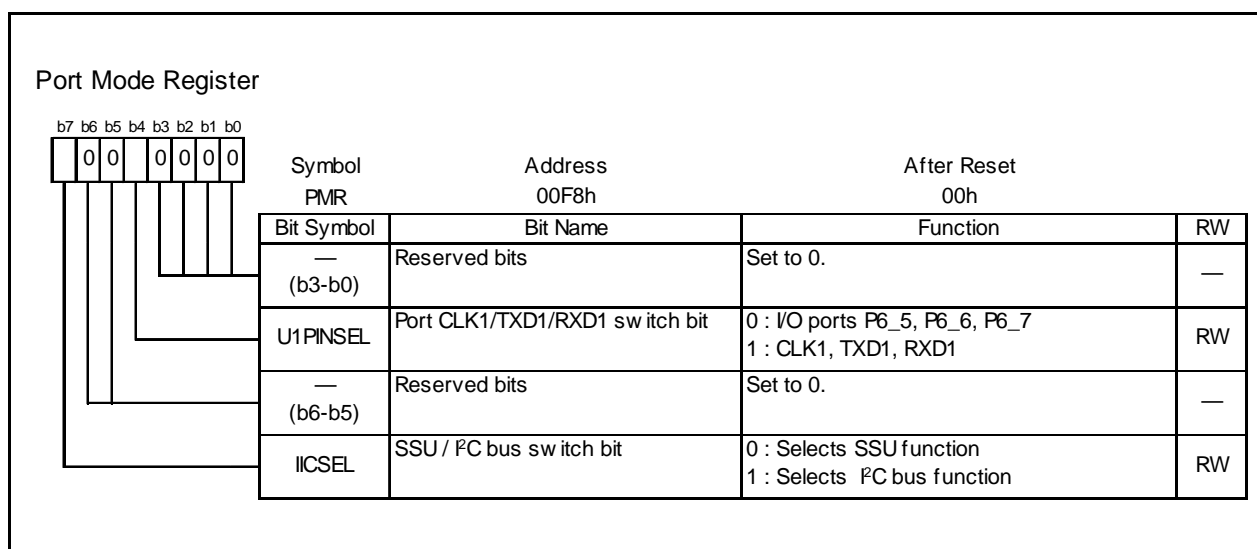 Port Mode Register
b7 b6 b5 b4 b3 b2 b1 b0
0 0 0 0 0 0
Symbol Address After Reset
PMR 00F8h 00h
Bit Symbol Bit Name Function RW
— (b3-b0) Reserved bits Set to 0. —
U1PINSEL Port CLK1/TXD1/RXD1 switch bit 0 : I/O ports P6_5, P6_6, P6_7 RW
1 : CLK1, TXD1, RXD1
— (b6-b5) Reserved bits Set to 0. —
IICSEL SSU / I²C bus switch bit 0 : Selects SSU function RW
1 : Selects I²C bus function